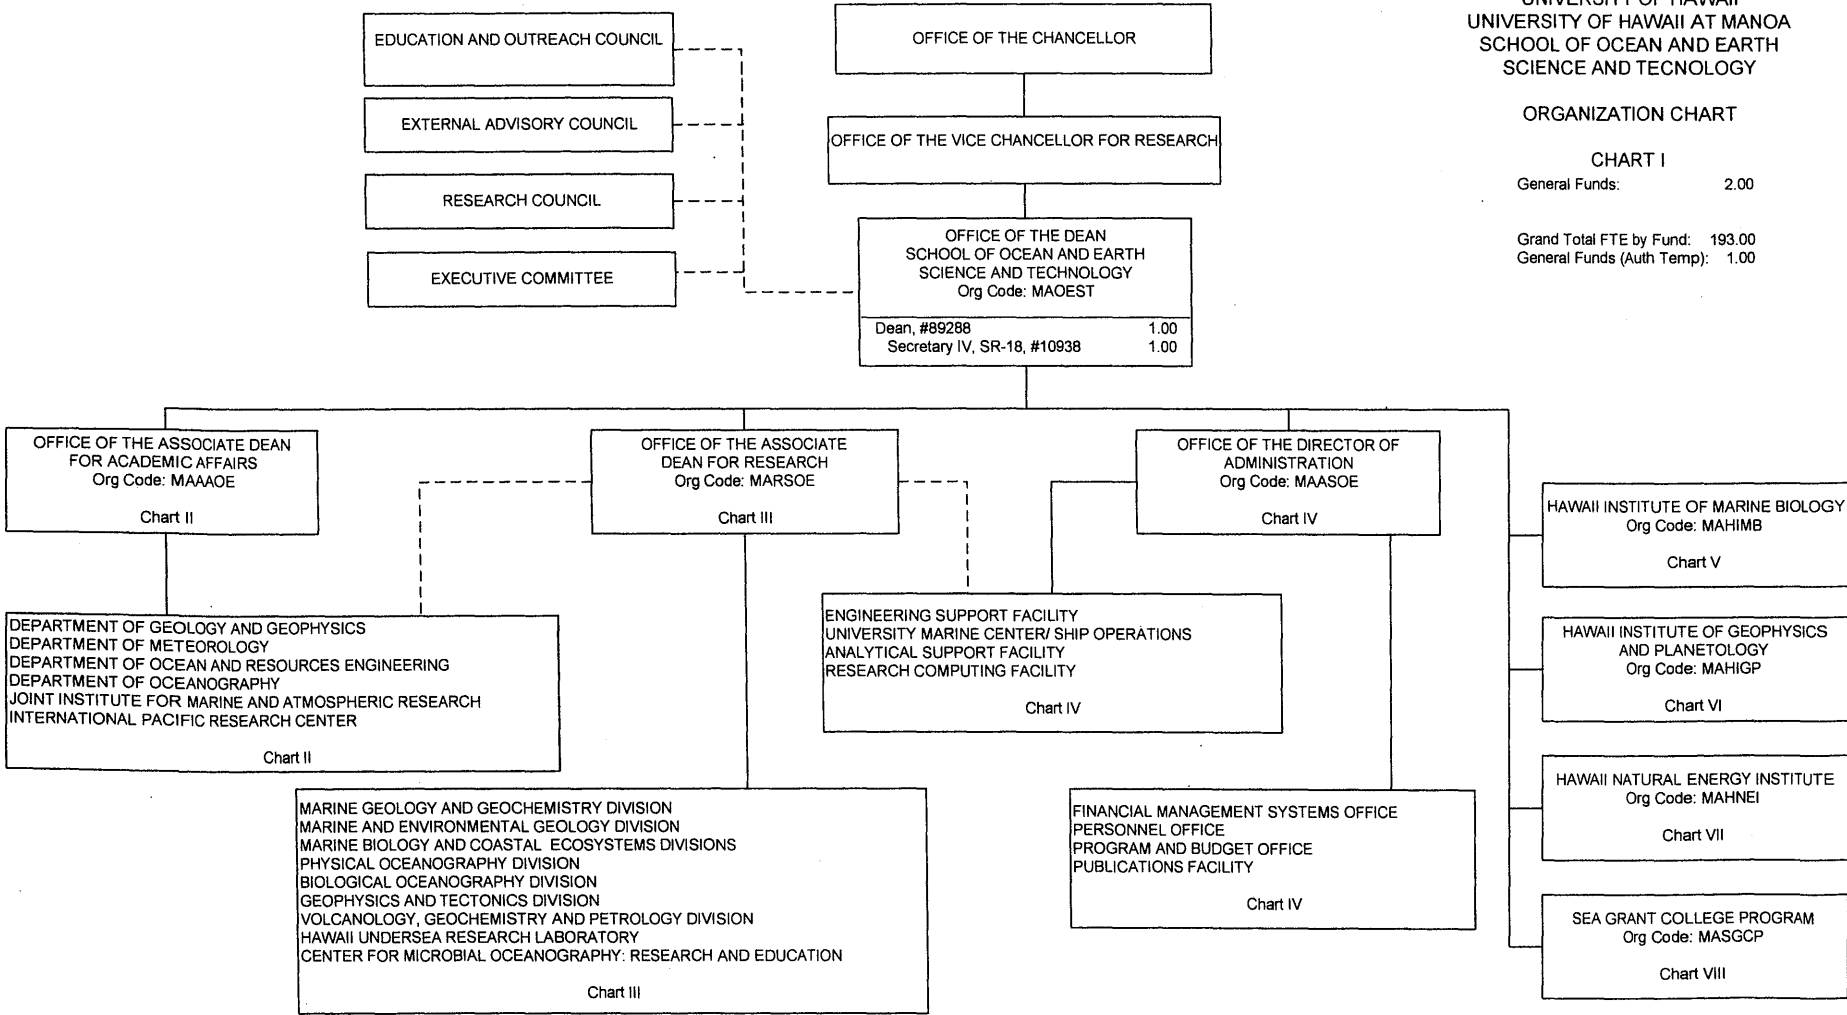 EDUCATION AND OUTREACH COUNCIL
EXTERNAL ADVISORY COUNCIL
RESEARCH COUNCIL
EXECUTIVE COMMITTEE
OFFICE OF THE CHANCELLOR
OFFICE OF THE VICE CHANCELLOR FOR RESEARCH
OFFICE OF THE DEAN
SCHOOL OF OCEAN AND EARTH
SCIENCE AND TECHNOLOGY
Org Code: MAOEST
Dean, #89288 1.00
Secretary IV, SR-18, #10938 1.00
UNIVERSITY OF HAWAII
UNIVERSITY OF HAWAII AT MANOA
SCHOOL OF OCEAN AND EARTH
SCIENCE AND TECNOLOGY
ORGANIZATION CHART
CHART I
General Funds: 2.00
Grand Total FTE by Fund: 193.00
General Funds (Auth Temp): 1.00
OFFICE OF THE ASSOCIATE DEAN
FOR ACADEMIC AFFAIRS
Org Code: MAAAOE
Chart II
OFFICE OF THE ASSOCIATE
DEAN FOR RESEARCH
Org Code: MARSOE
Chart III
OFFICE OF THE DIRECTOR OF
ADMINISTRATION
Org Code: MAASOE
Chart IV
HAWAII INSTITUTE OF MARINE BIOLOGY
Org Code: MAHIMB
Chart V
HAWAII INSTITUTE OF GEOPHYSICS
AND PLANETOLOGY
Org Code: MAHIGP
Chart VI
HAWAII NATURAL ENERGY INSTITUTE
Org Code: MAHNEI
Chart VII
SEA GRANT COLLEGE PROGRAM
Org Code: MASGCP
Chart VIII
DEPARTMENT OF GEOLOGY AND GEOPHYSICS
DEPARTMENT OF METEOROLOGY
DEPARTMENT OF OCEAN AND RESOURCES ENGINEERING
DEPARTMENT OF OCEANOGRAPHY
JOINT INSTITUTE FOR MARINE AND ATMOSPHERIC RESEARCH
INTERNATIONAL PACIFIC RESEARCH CENTER
Chart II
ENGINEERING SUPPORT FACILITY
UNIVERSITY MARINE CENTER/ SHIP OPERATIONS
ANALYTICAL SUPPORT FACILITY
RESEARCH COMPUTING FACILITY
Chart IV
MARINE GEOLOGY AND GEOCHEMISTRY DIVISION
MARINE AND ENVIRONMENTAL GEOLOGY DIVISION
MARINE BIOLOGY AND COASTAL ECOSYSTEMS DIVISIONS
PHYSICAL OCEANOGRAPHY DIVISION
BIOLOGICAL OCEANOGRAPHY DIVISION
GEOPHYSICS AND TECTONICS DIVISION
VOLCANOLOGY, GEOCHEMISTRY AND PETROLOGY DIVISION
HAWAII UNDERSEA RESEARCH LABORATORY
CENTER FOR MICROBIAL OCEANOGRAPHY: RESEARCH AND EDUCATION
Chart III
FINANCIAL MANAGEMENT SYSTEMS OFFICE
PERSONNEL OFFICE
PROGRAM AND BUDGET OFFICE
PUBLICATIONS FACILITY
Chart IV